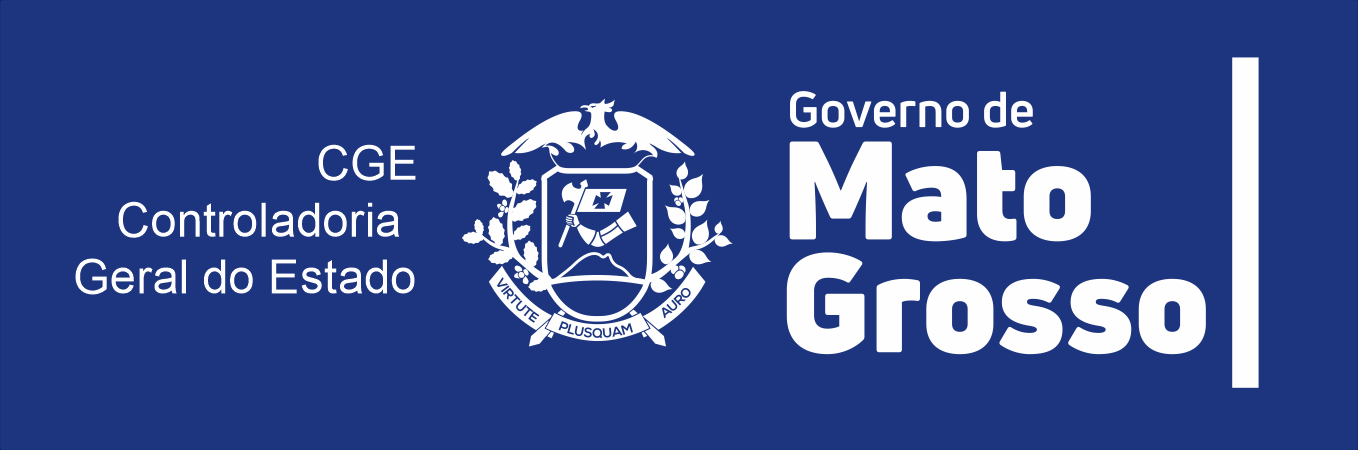 CGE
Controladoria
Geral do Estado
VIRTUTE PLUSQUAM AURO
Governo de
Mato
Grosso